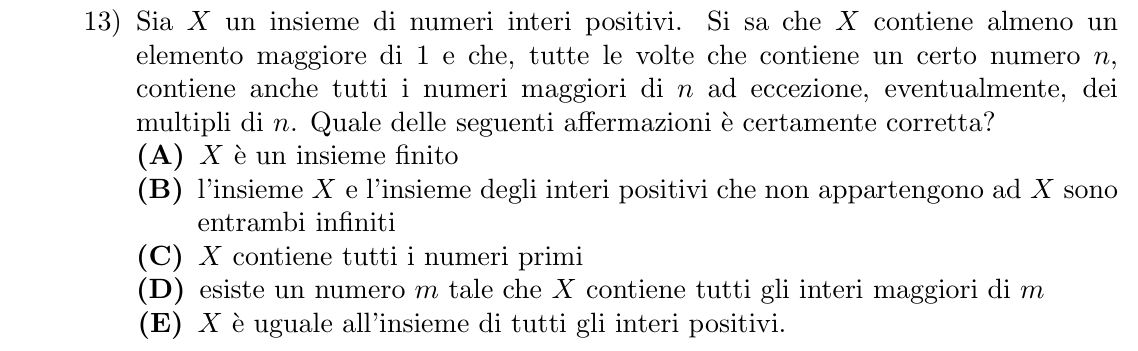 13) Sia X un insieme di numeri interi positivi. Si sa che X contiene almeno un
elemento maggiore di 1 e che, tutte le volte che contiene un certo numero n,
contiene anche tutti i numeri maggiori di n ad eccezione, eventualmente, dei
multipli di n. Quale delle seguenti affermazioni è certamente corretta?
(A) X è un insieme finito
(B) l'insieme X e l'insieme degli interi positivi che non appartengono ad X sono
entrambi infiniti
(C) X contiene tutti i numeri primi
(D) esiste un numero m tale che X contiene tutti gli interi maggiori di m
(E) X è uguale all'insieme di tutti gli interi positivi.